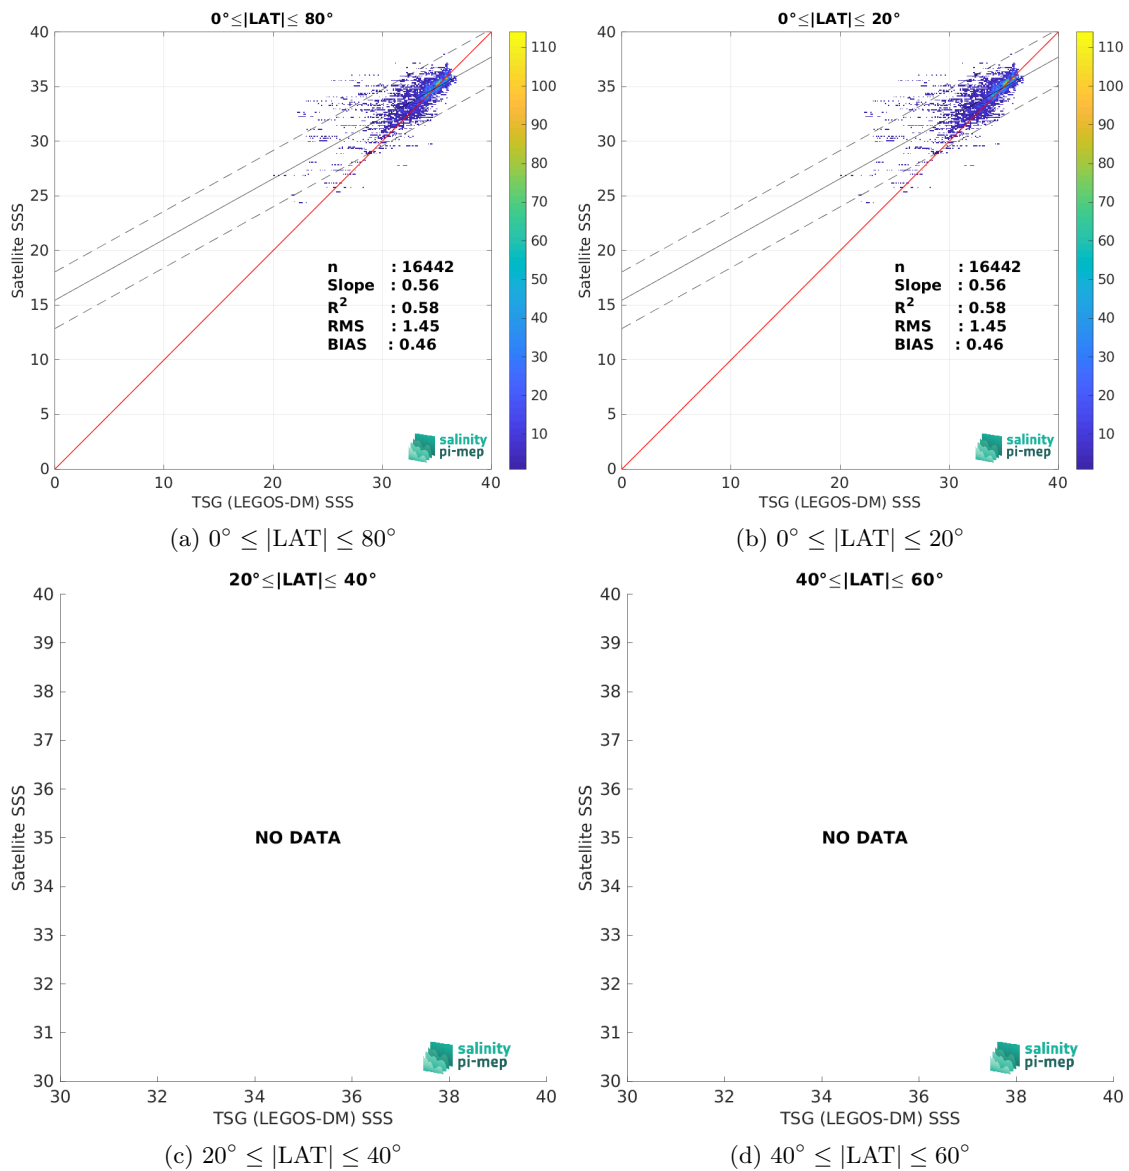 0°≤|LAT|≤ 80°
40
35
30
25
20
15
10
5
0
Satellite SSS
0
10
20
30
40
TSG (LEGOS-DM) SSS
n : 16442
Slope : 0.56
R² : 0.58
RMS : 1.45
BIAS : 0.46
salinity
pi-mep
110
100
90
80
70
60
50
40
30
20
10
(a) 0° ≤ |LAT| ≤ 80°
0°≤|LAT|≤ 20°
40
35
30
25
20
15
10
5
0
Satellite SSS
0
10
20
30
40
TSG (LEGOS-DM) SSS
n : 16442
Slope : 0.56
R² : 0.58
RMS : 1.45
BIAS : 0.46
salinity
pi-mep
110
100
90
80
70
60
50
40
30
20
10
(b) 0° ≤ |LAT| ≤ 20°
20°≤|LAT|≤ 40°
40
39
38
37
36
35
34
33
32
31
30
Satellite SSS
NO DATA
salinity
pi-mep
30
32
34
36
38
40
TSG (LEGOS-DM) SSS
(c) 20° ≤ |LAT| ≤ 40°
40°≤|LAT|≤ 60°
40
39
38
37
36
35
34
33
32
31
30
Satellite SSS
NO DATA
salinity
pi-mep
30
32
34
36
38
40
TSG (LEGOS-DM) SSS
(d) 40° ≤ |LAT| ≤ 60°